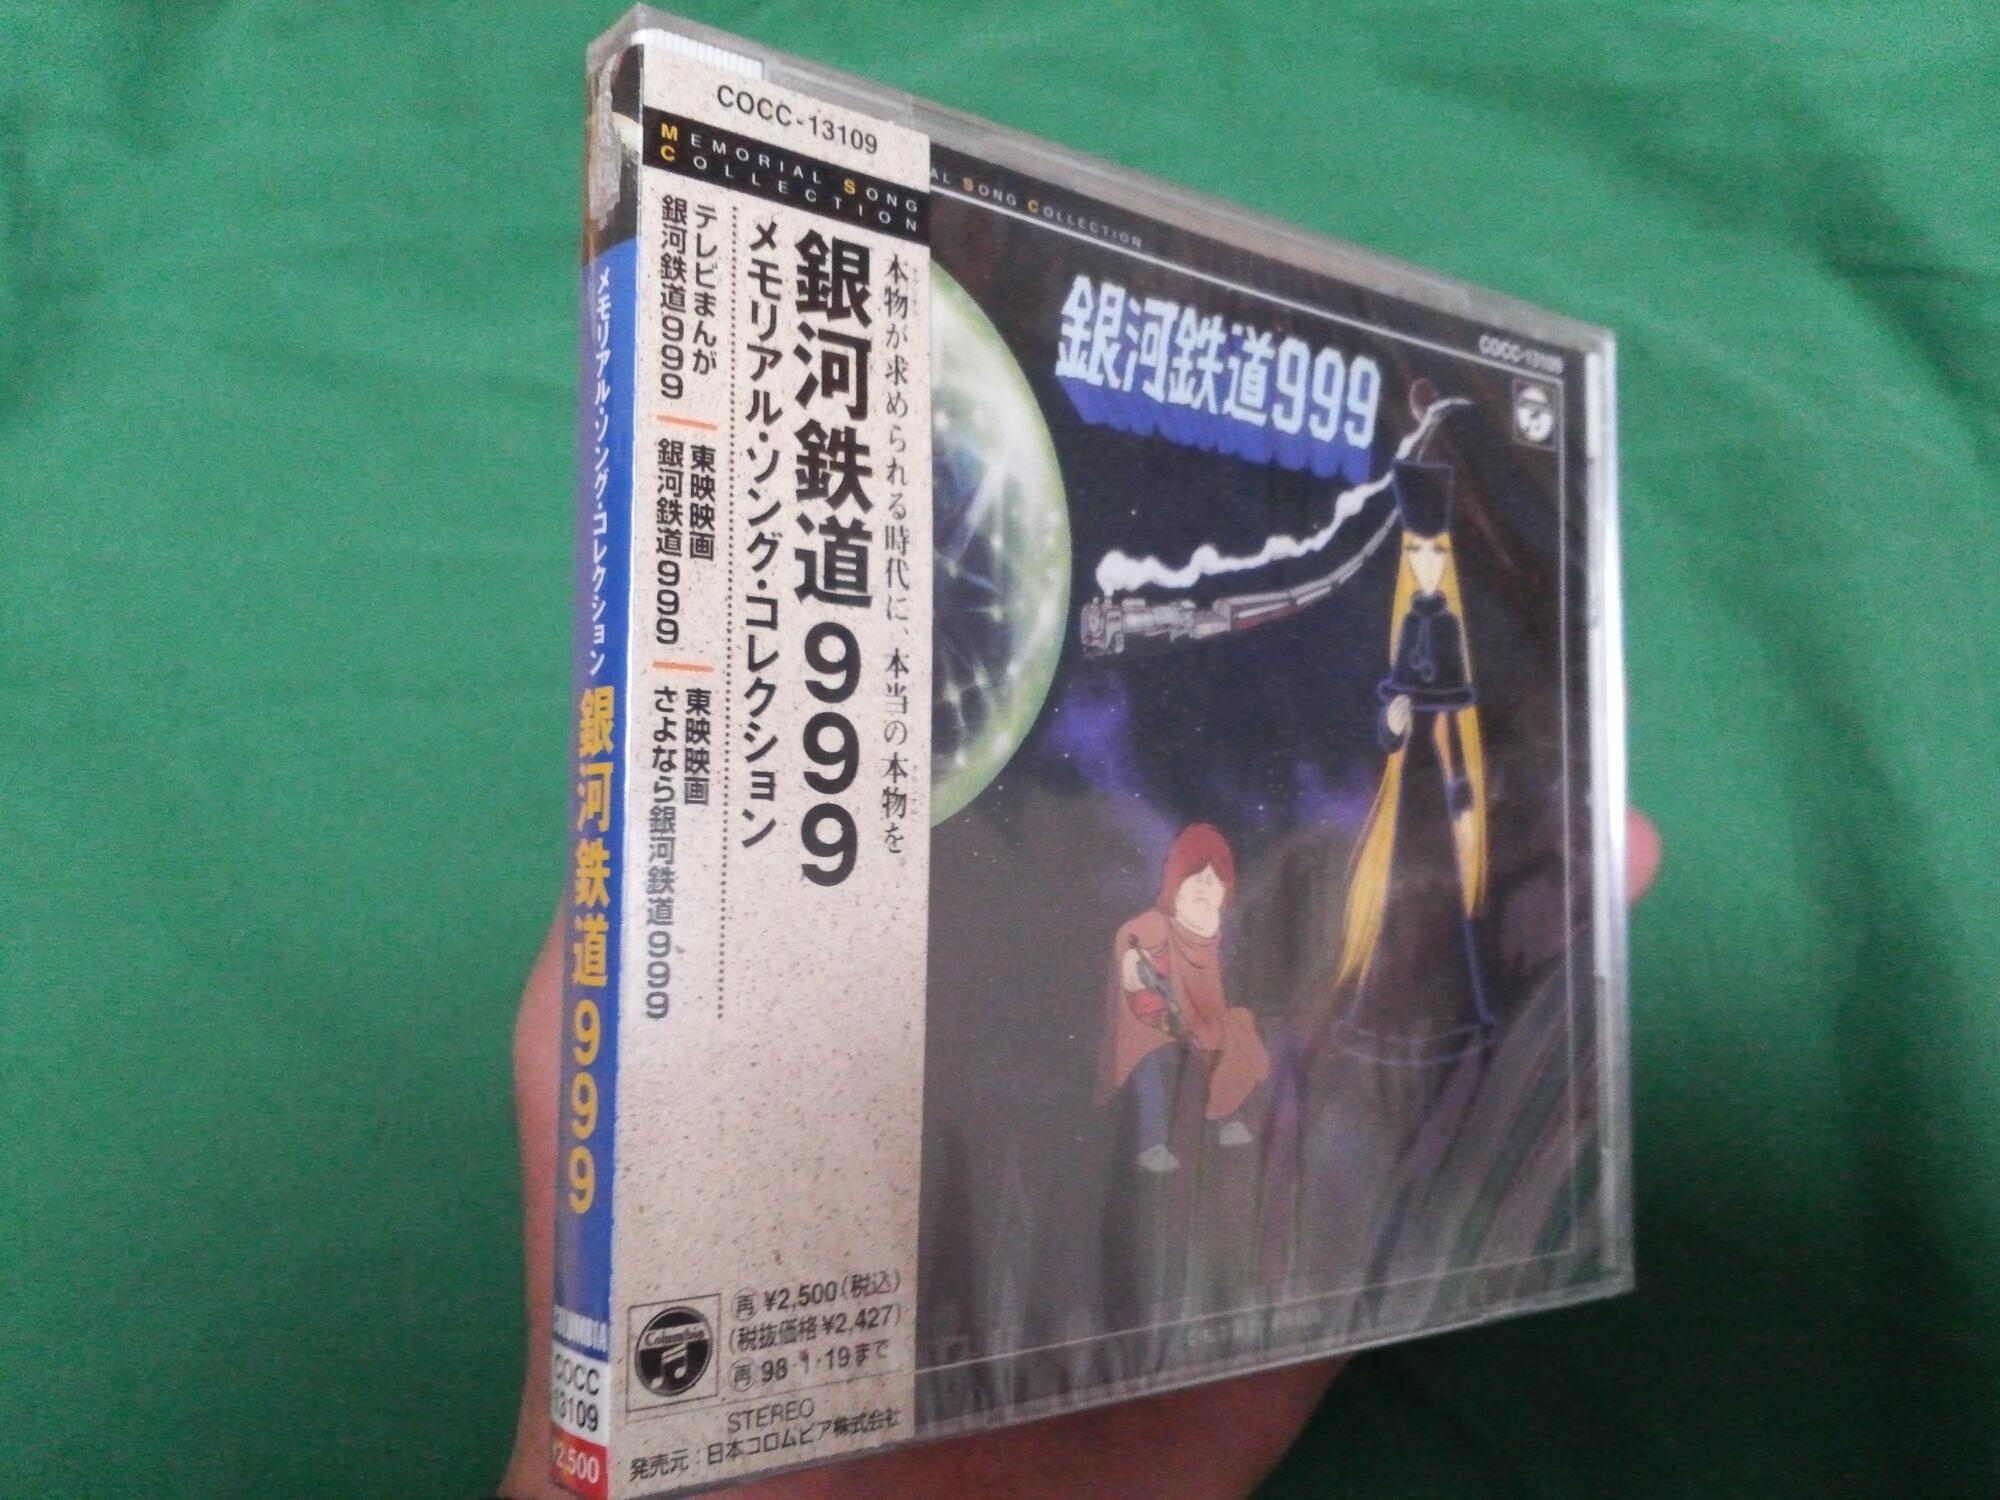 COCC-13109
MEMORIAL SONG
COLLECTION
本物が求められる時代に、本当の本物を。
銀河鉄道999
メモリアル・ソング・コレクション
テレビまんが
銀河鉄道999
東映映画
銀河鉄道999
東映映画
さよなら銀河鉄道999
Columbia
再 ¥2,500(税込)
(税抜価格¥2,427)
再 98・1・19まで
STEREO
発売元:日本コロムビア株式会社
メモリアル・ソング・コレクション 銀河鉄道999
COLUMBIA
COCC
13109
¥2,500
AL SONG COLLECTION
COCC-13109
銀河鉄道999